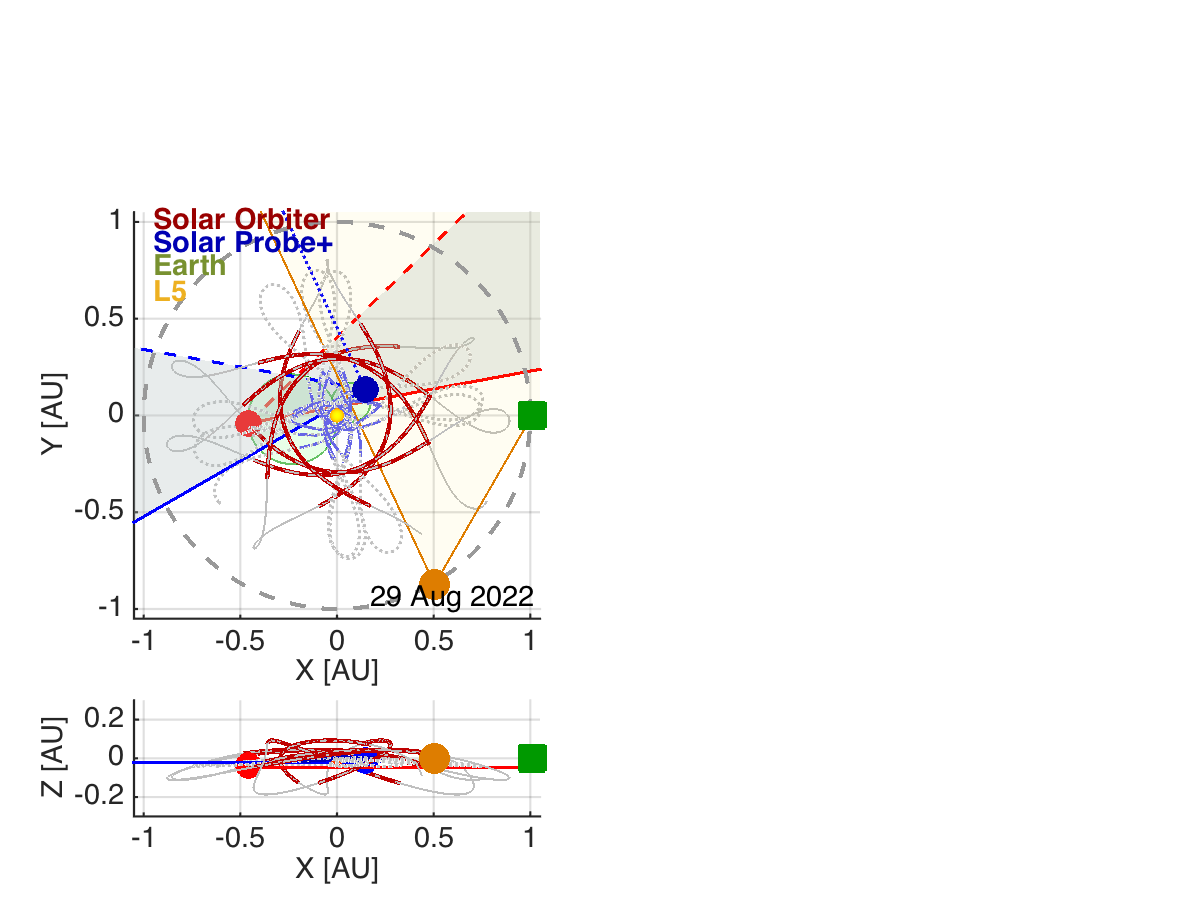 Solar Orbiter
Solar Probe+
Earth
L5
1
0.5
0
-0.5
-1
Y [AU]
29 Aug 2022
-1 -0.5 0 0.5 1
X [AU]
0.2
0
-0.2
Z [AU]
-1 -0.5 0 0.5 1
X [AU]